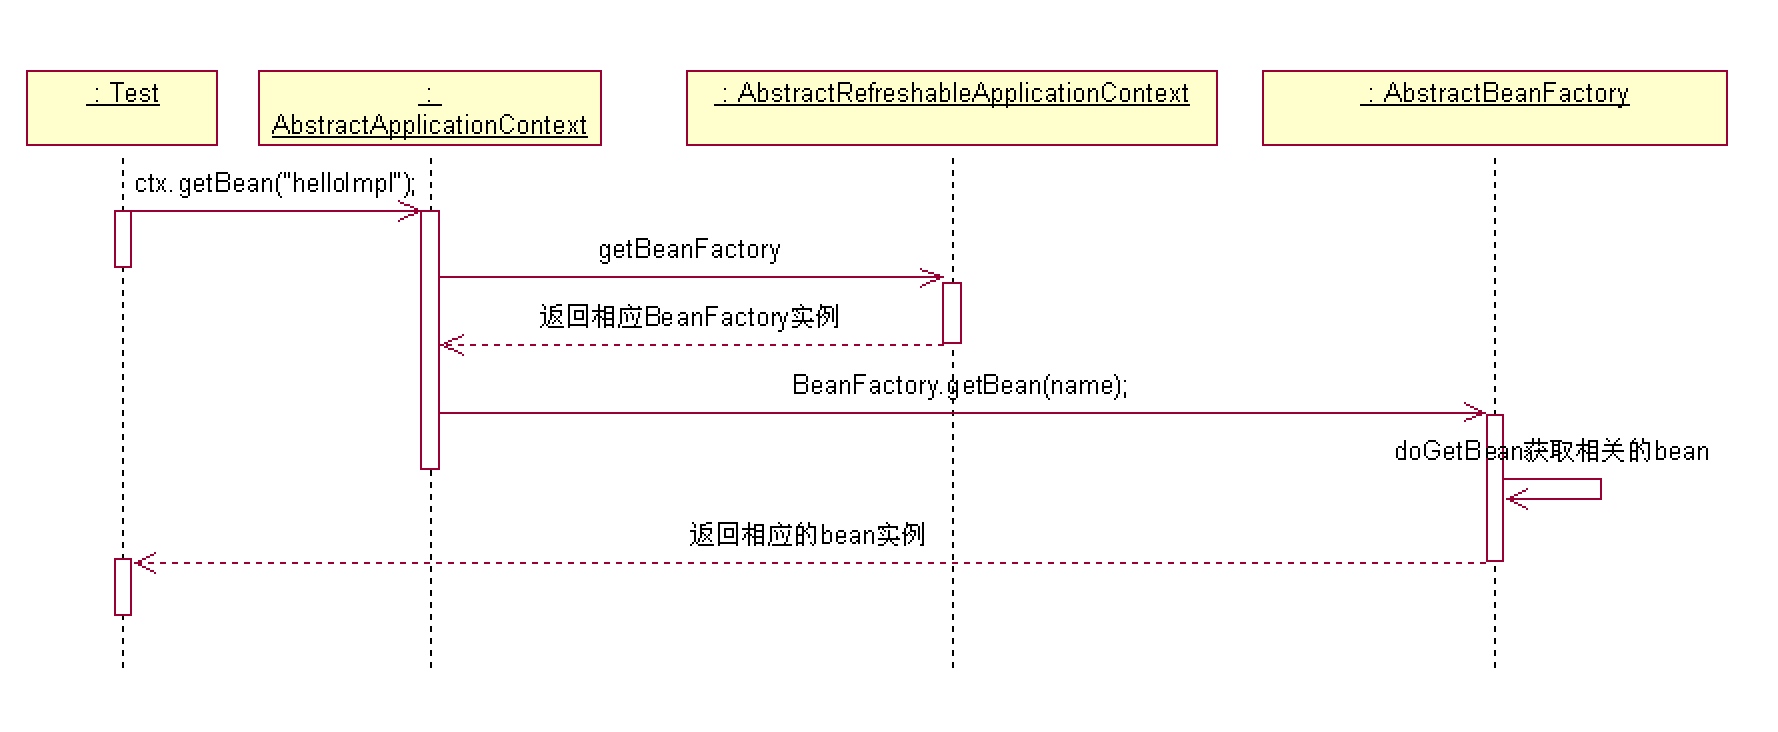 : Test
:
AbstractApplicationContext
: AbstractRefreshableApplicationContext
: AbstractBeanFactory
ctx.getBean("helloImpl");
getBeanFactory
返回相应BeanFactory实例
BeanFactory.getBean(name);
doGetBean获取相关的bean
返回相应的bean实例